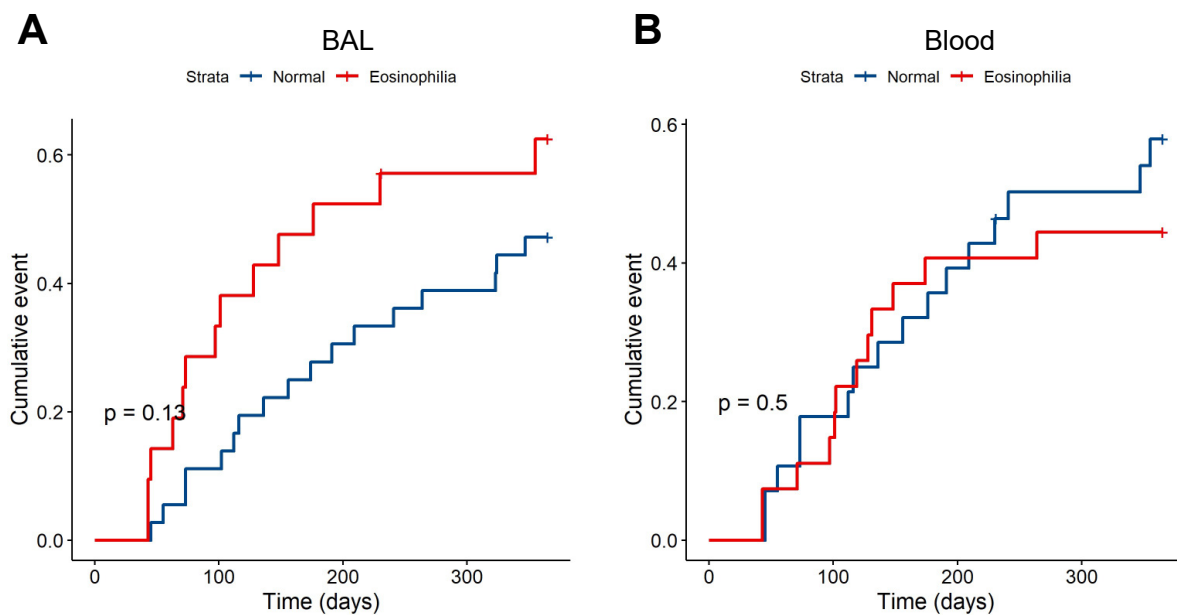 A
BAL
Strata Normal Eosinophilia
Cumulative event
0.6
0.4
0.2
0.0
p = 0.13
0 100 200 300
Time (days)
B
Blood
Strata Normal Eosinophilia
Cumulative event
0.6
0.4
0.2
0.0
p = 0.5
0 100 200 300
Time (days)